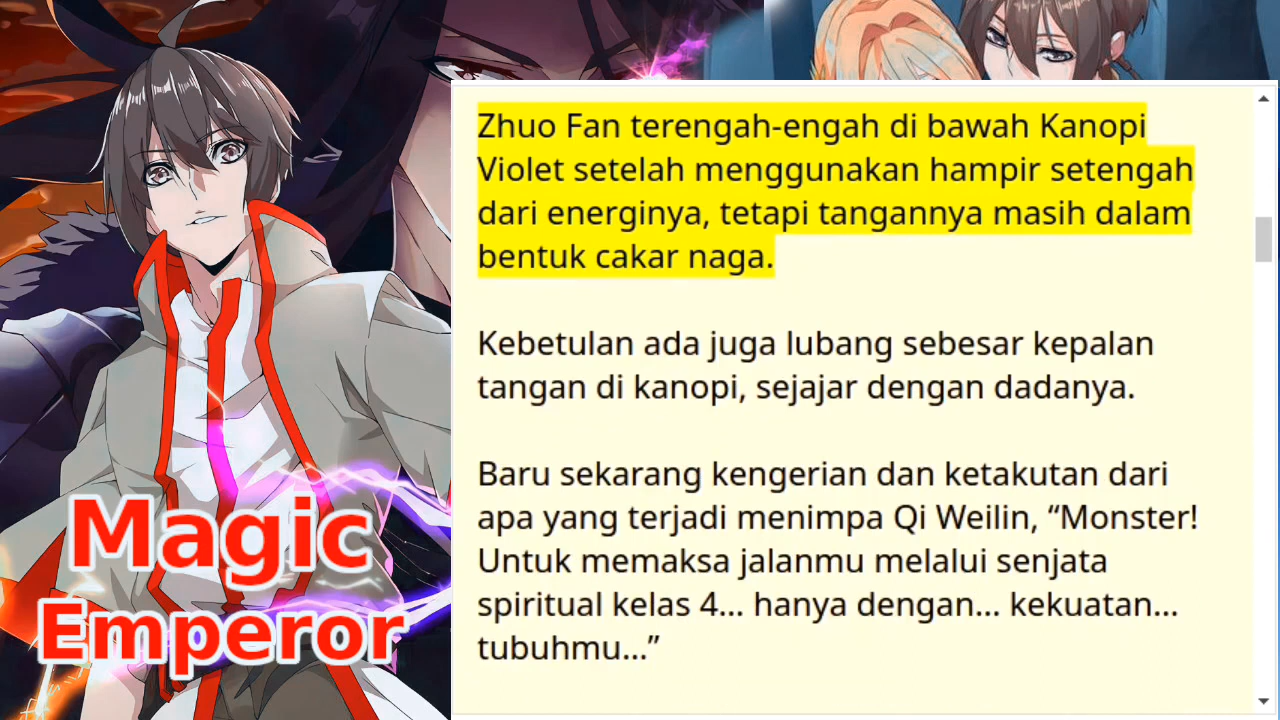 Magic
Emperor
Zhuo Fan terengah-engah di bawah Kanopi
Violet setelah menggunakan hampir setengah
dari energinya, tetapi tangannya masih dalam
bentuk cakar naga.
Kebetulan ada juga lubang sebesar kepalan
tangan di kanopi, sejajar dengan dadanya.
Baru sekarang kengerian dan ketakutan dari
apa yang terjadi menimpa Qi Weilin, “Monster!
Untuk memaksa jalanmu melalui senjata
spiritual kelas 4... hanya dengan... kekuatan...
tubuhmu...”